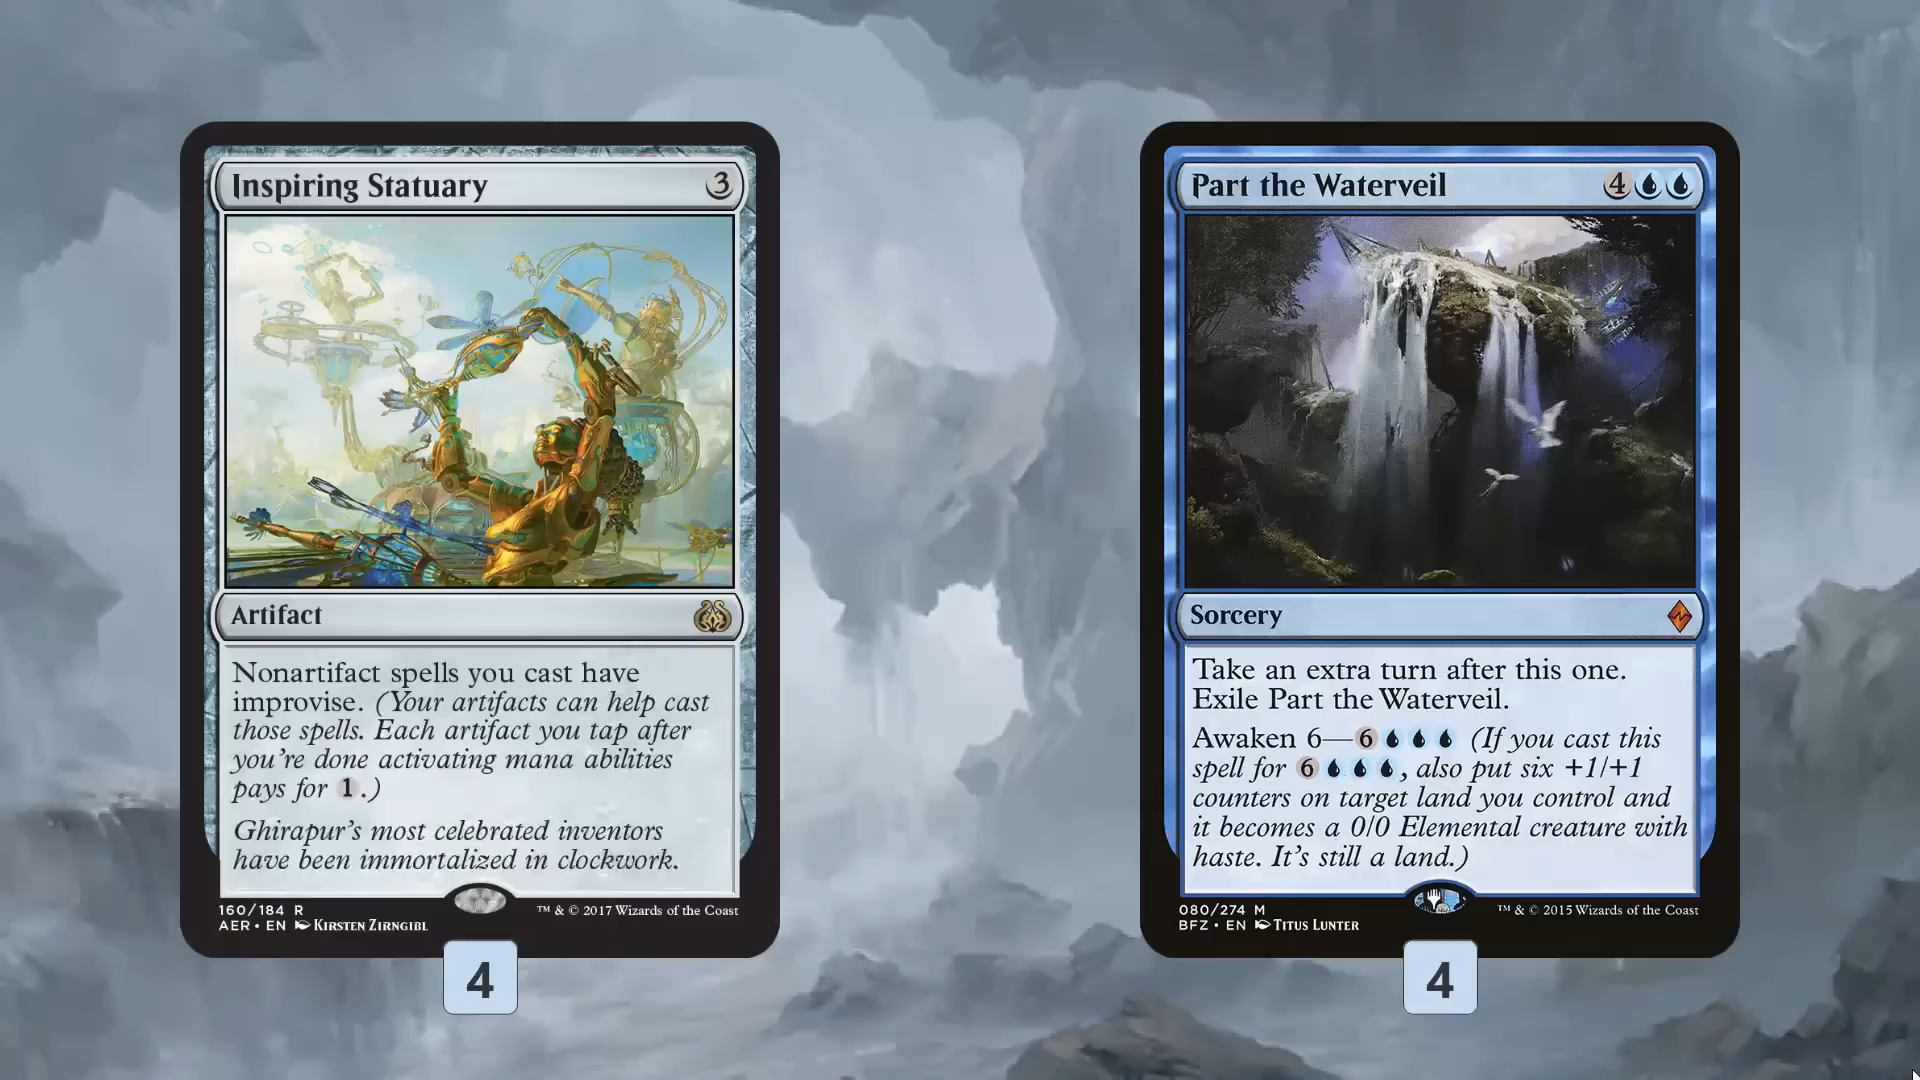 Inspiring Statuary 3
Artifact
Nonartifact spells you cast have
improvise. (Your artifacts can help cast
those spells. Each artifact you tap after
you're done activating mana abilities
pays for 1.)
Ghirapur's most celebrated inventors
have been immortalized in clockwork.
160/184 R
AER • EN Kirsten Zirngibl
™ & © 2017 Wizards of the Coast
4
Part the Waterveil 4
Sorcery
Take an extra turn after this one.
Exile Part the Waterveil.
Awaken 6—6 (If you cast this
spell for 6, also put six +1/+1
counters on target land you control and
it becomes a 0/0 Elemental creature with
haste. It's still a land.)
080/274 M
BFZ • EN Titus Lunter
™ & © 2015 Wizards of the Coast
4